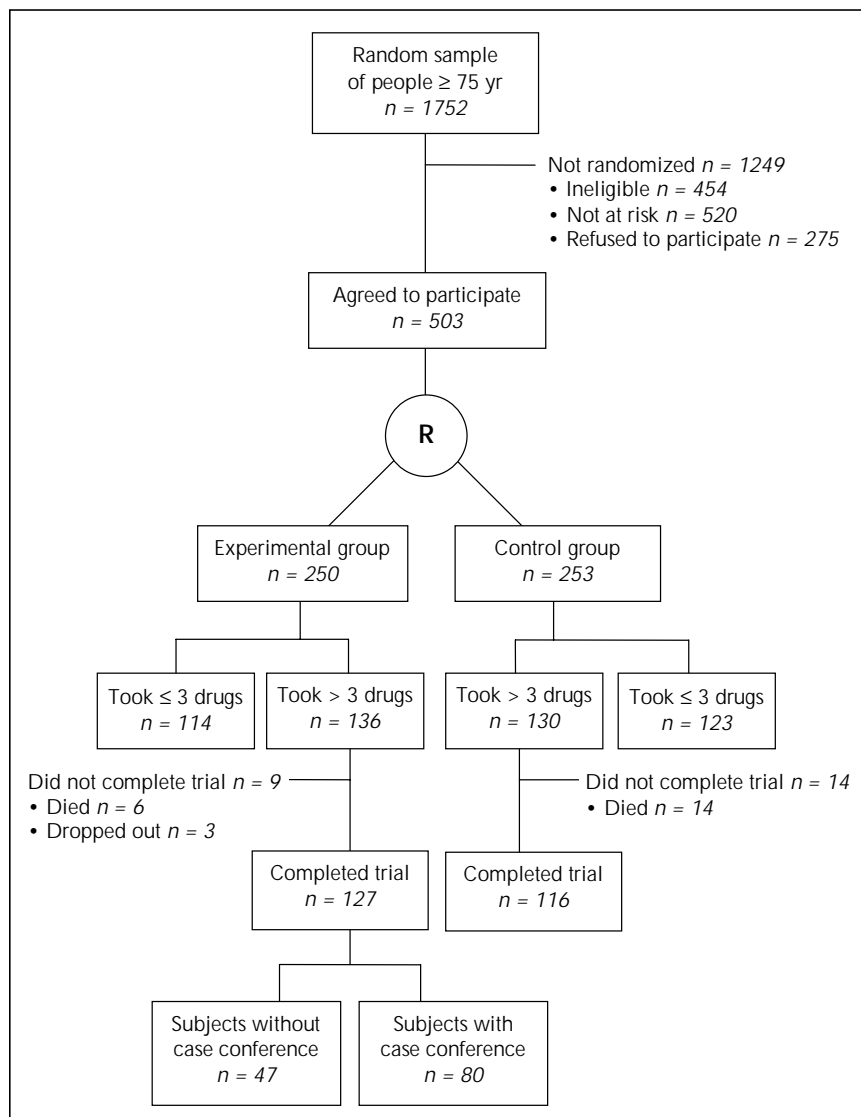 Random sample
of people ≥ 75 yr
n = 1752
Not randomized n = 1249
• Ineligible n = 454
• Not at risk n = 520
• Refused to participate n = 275
Agreed to participate
n = 503
R
Experimental group
n = 250
Control group
n = 253
Took ≤ 3 drugs
n = 114
Took > 3 drugs
n = 136
Took > 3 drugs
n = 130
Took ≤ 3 drugs
n = 123
Did not complete trial n = 9
• Died n = 6
• Dropped out n = 3
Did not complete trial n = 14
• Died n = 14
Completed trial
n = 127
Completed trial
n = 116
Subjects without
case conference
n = 47
Subjects with
case conference
n = 80